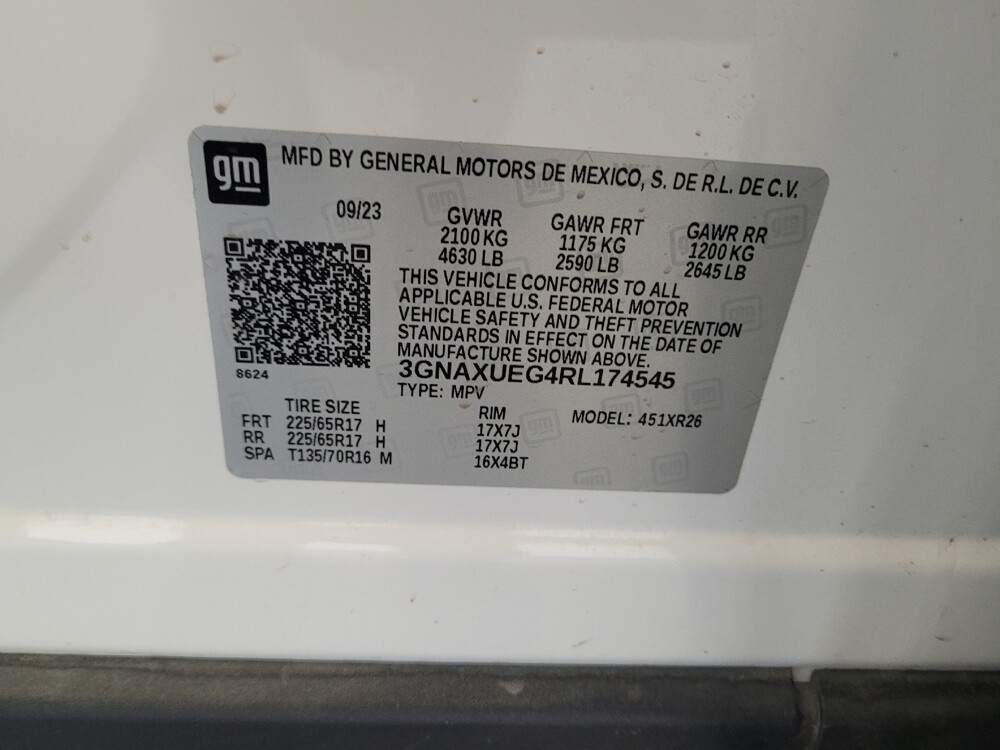 gm MFD BY GENERAL MOTORS DE MEXICO, S. DE R.L. DE C.V.
09/23 GVWR GAWR FRT GAWR RR
2100 KG 1175 KG 1200 KG
4630 LB 2590 LB 2645 LB
THIS VEHICLE CONFORMS TO ALL
APPLICABLE U.S. FEDERAL MOTOR
VEHICLE SAFETY AND THEFT PREVENTION
STANDARDS IN EFFECT ON THE DATE OF
MANUFACTURE SHOWN ABOVE.
8624
3GNAXUEG4RL174545
TYPE: MPV
TIRE SIZE RIM MODEL: 451XR26
FRT 225/65R17 H 17X7J
RR 225/65R17 H 17X7J
SPA T135/70R16 M 16X4BT